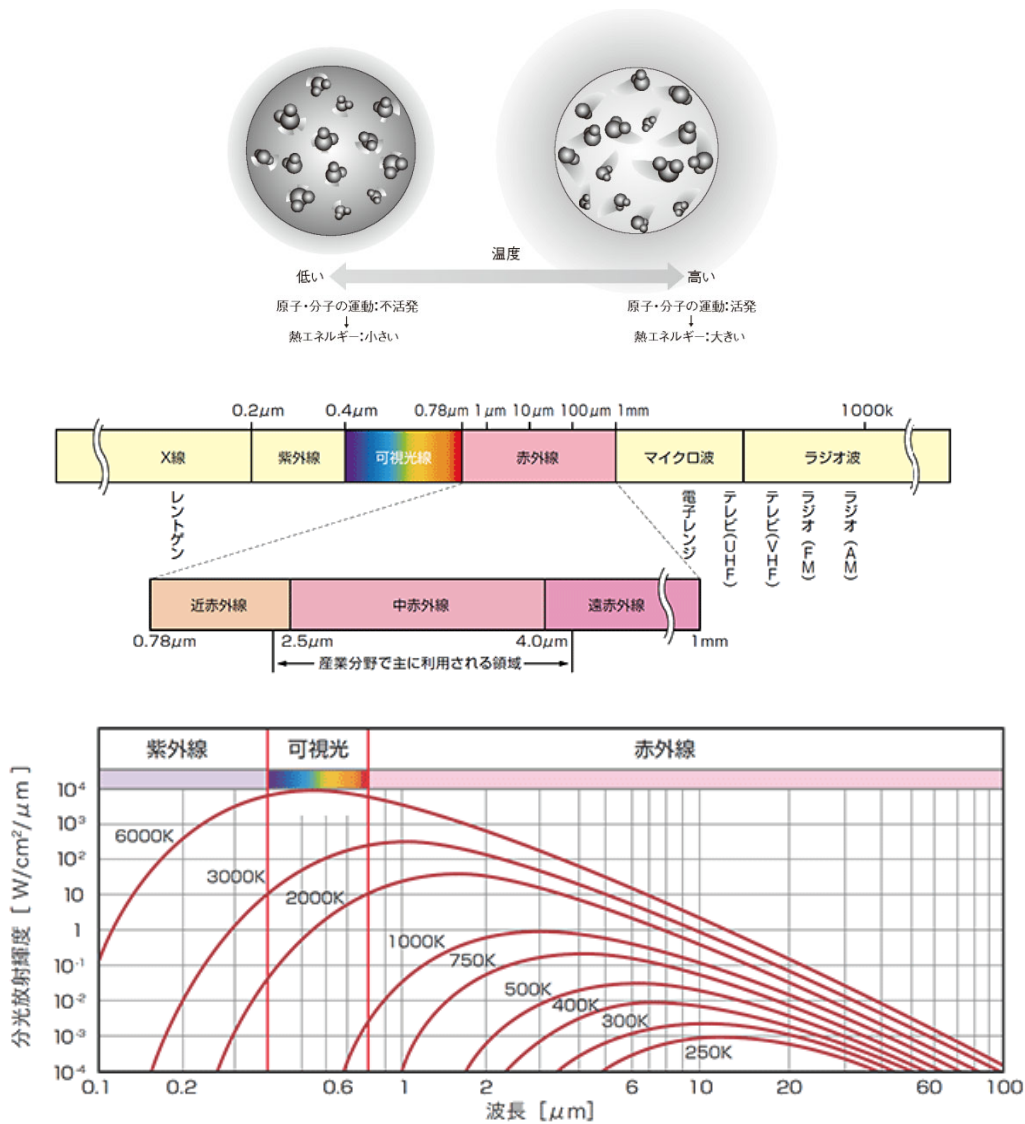 温度
低い
高い
原子・分子の運動:不活発
↓
熱エネルギー:小さい
原子・分子の運動:活発
↓
熱エネルギー:大きい
0.2μm
0.4μm
0.78μm
1μm
10μm
100μm
1mm
1000k
X線
紫外線
可視光線
赤外線
マイクロ波
ラジオ波
レントゲン
電子レンジ
テレビ(UHF)
テレビ(VHF)
ラジオ(FM)
ラジオ(AM)
近赤外線
中赤外線
遠赤外線
0.78μm
2.5μm
4.0μm
1mm
産業分野で主に利用される領域
紫外線
可視光
赤外線
分光放射輝度 [ W/cm²/μm ]
10⁴
10³
10²
10
1
10⁻¹
10⁻²
10⁻³
10⁻⁴
6000K
3000K
2000K
1000K
750K
500K
400K
300K
250K
0.1
0.2
0.6
1
2
6
10
20
60
100
波長 [μm]